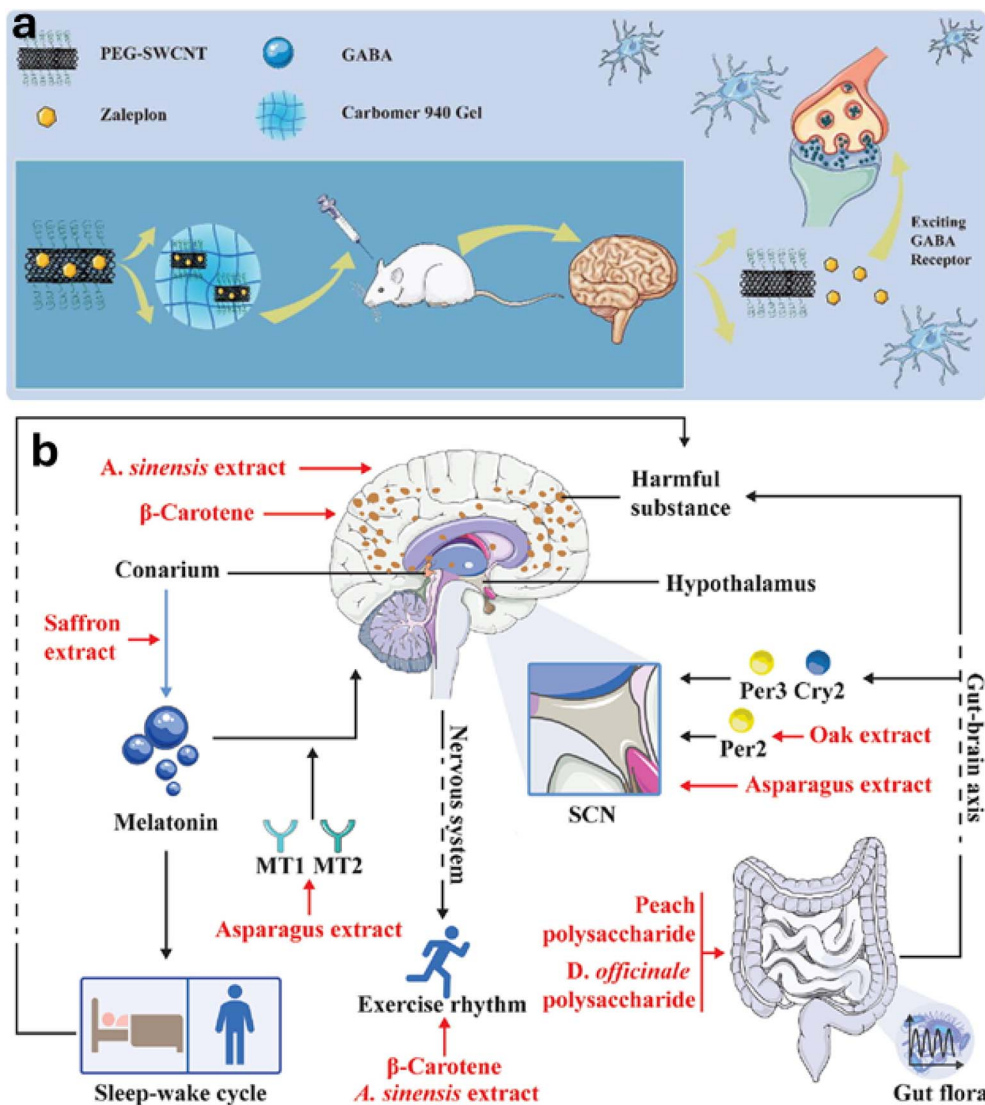 a
PEG-SWCNT
GABA
Zaleplon
Carbomer 940 Gel
Exciting
GABA
Receptor
b
A. sinensis extract
β-Carotene
Conarium
Saffron
extract
Melatonin
MT1 MT2
Asparagus extract
Nervous system
Harmful
substance
Hypothalamus
Per3 Cry2
Per2
Oak extract
Asparagus extract
SCN
Gut-brain axis
Peach
polysaccharide
D. officinale
polysaccharide
Exercise rhythm
β-Carotene
A. sinensis extract
Sleep-wake cycle
Gut flora